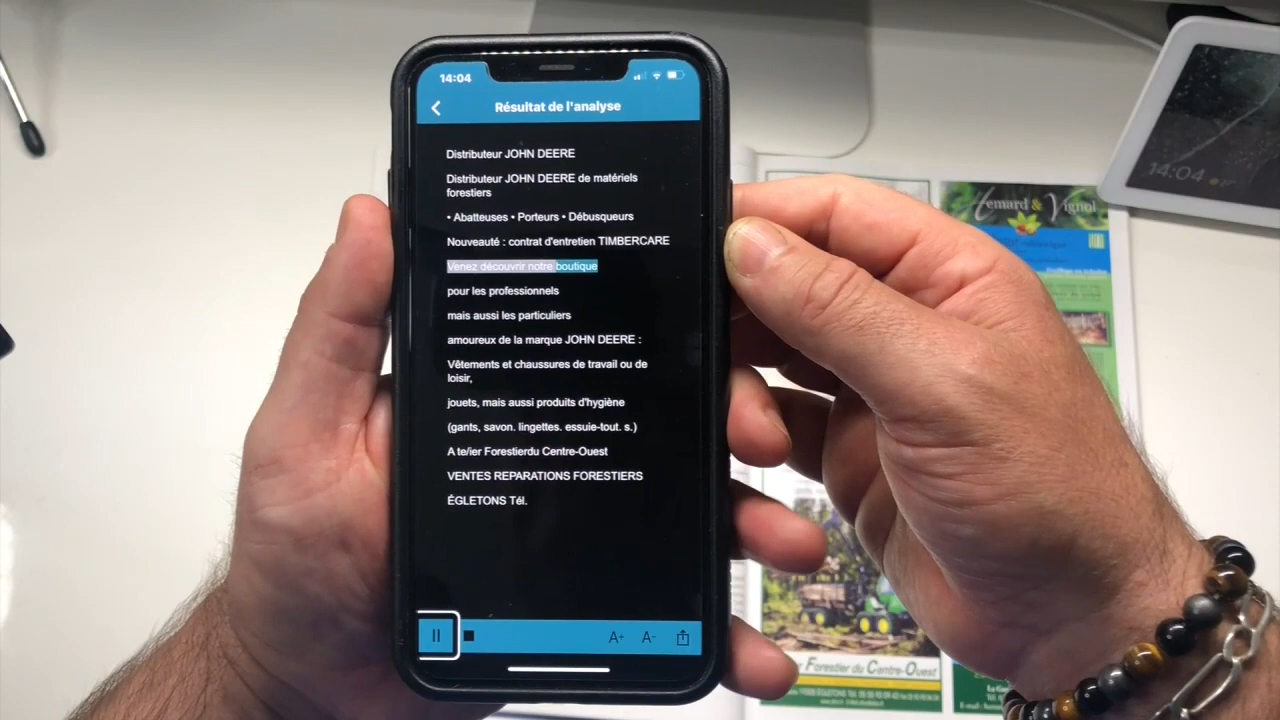 14:04
Résultat de l'analyse
Distributeur JOHN DEERE
Distributeur JOHN DEERE de matériels
forestiers
• Abatteuses • Porteurs • Débusqueurs
Nouveauté : contrat d'entretien TIMBERCARE
Venez découvrir notre boutique
pour les professionnels
mais aussi les particuliers
amoureux de la marque JOHN DEERE :
Vêtements et chaussures de travail ou de
loisir,
jouets, mais aussi produits d'hygiène
(gants, savon. lingettes. essuie-tout. s.)
A te/ier Forestierdu Centre-Ouest
VENTES REPARATIONS FORESTIERS
ÉGLETONS Tél.
A+ A-
14:04
Hemard & Vignol
Forestier du Centre-Ouest